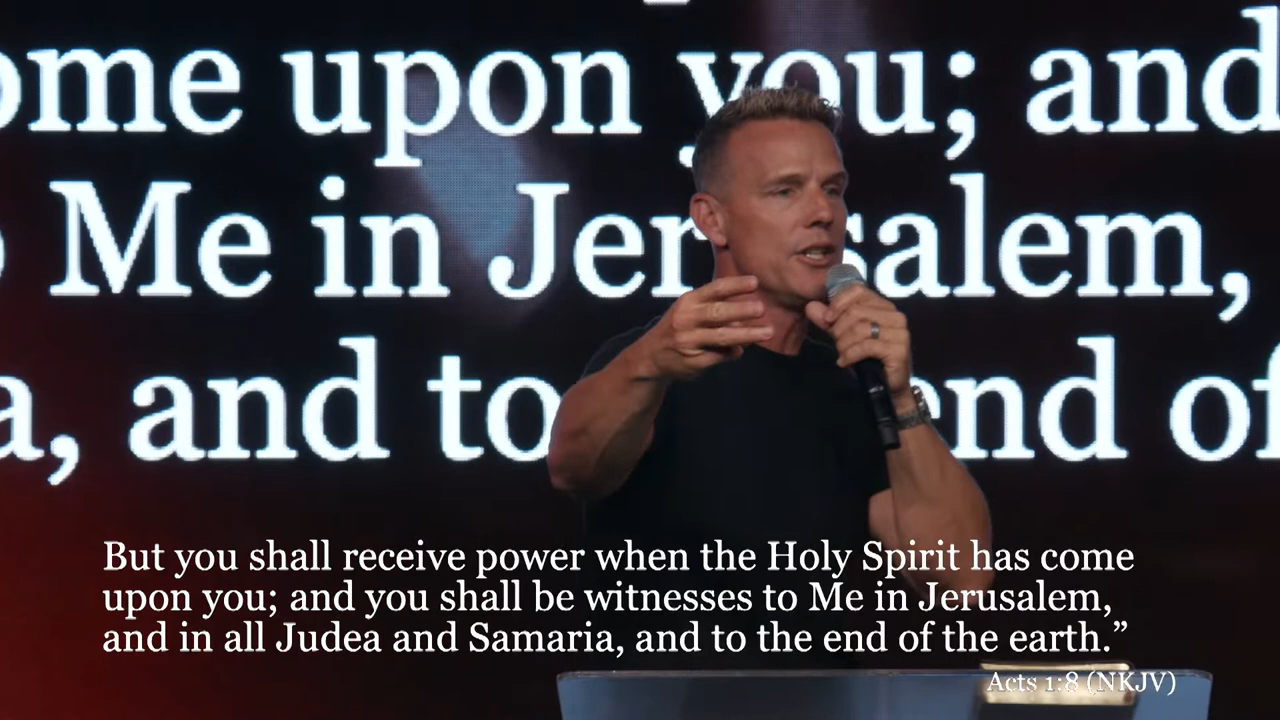 ome upon you; and
Me in Jerusalem,
a, and to end of
But you shall receive power when the Holy Spirit has come
upon you; and you shall be witnesses to Me in Jerusalem,
and in all Judea and Samaria, and to the end of the earth.”
Acts 1:8 (NKJV)